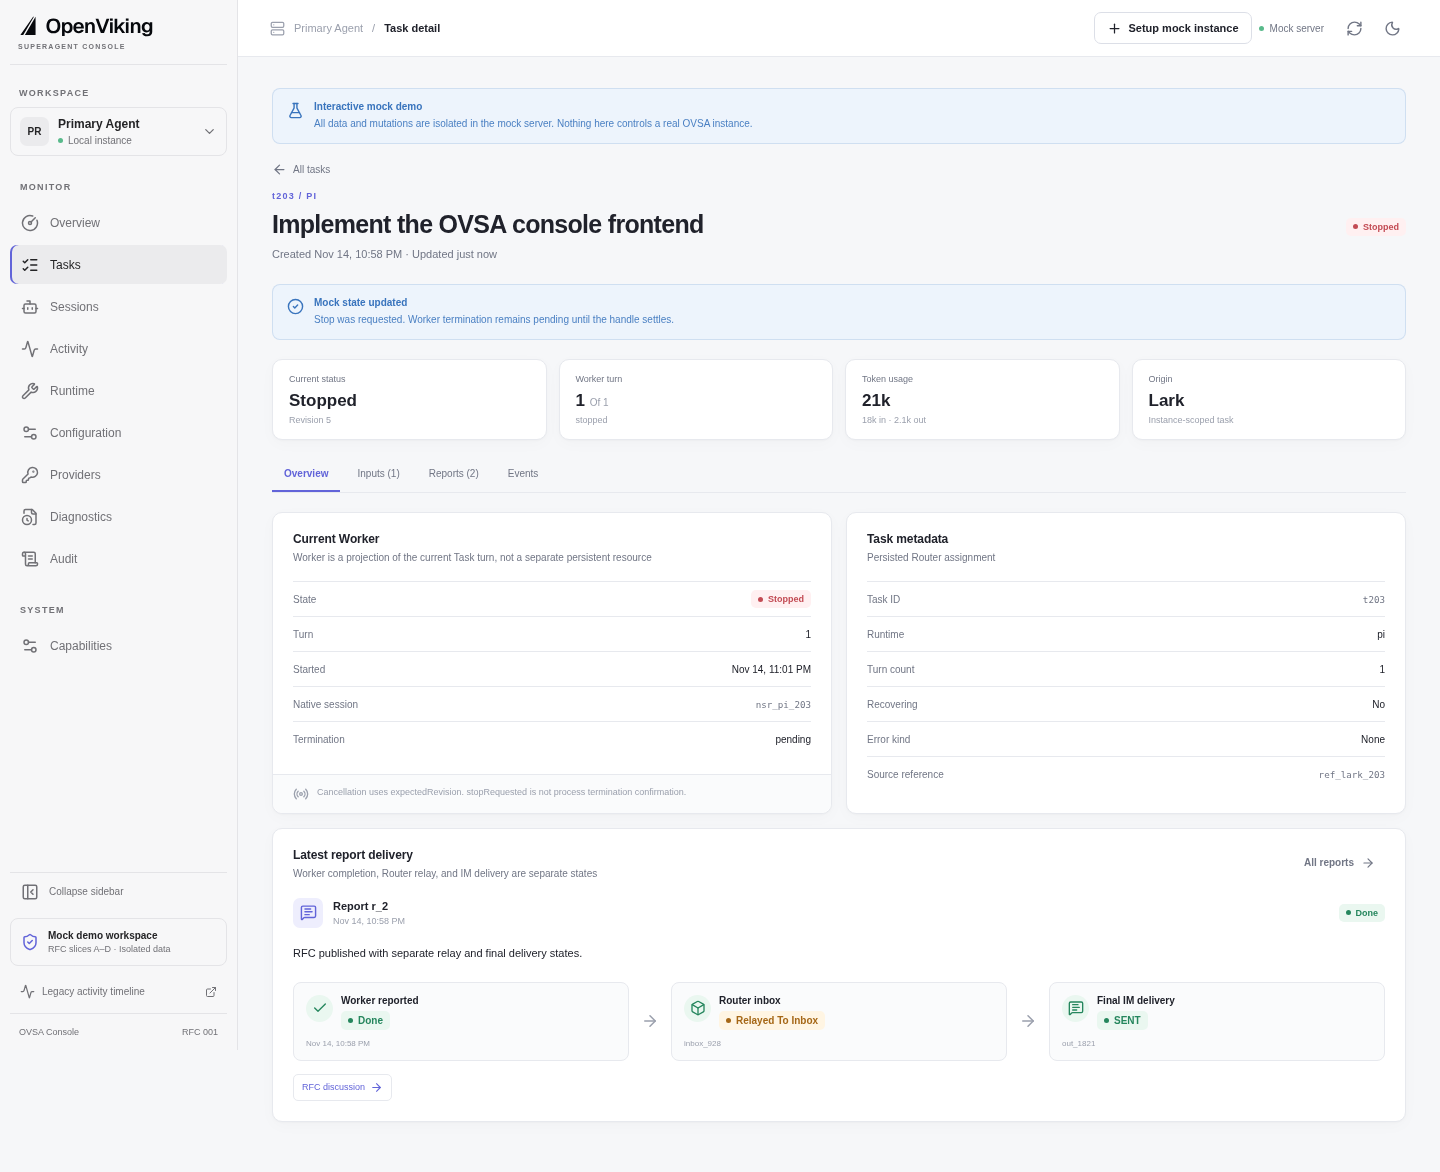 OpenViking
SUPERAGENT CONSOLE
WORKSPACE
PR
Primary Agent
Local instance
MONITOR
Overview
Tasks
Sessions
Activity
Runtime
Configuration
Providers
Diagnostics
Audit
SYSTEM
Capabilities
Collapse sidebar
Mock demo workspace
RFC slices A–D · Isolated data
Legacy activity timeline
OVSA Console RFC 001
Primary Agent / Task detail
Setup mock instance
Mock server
Interactive mock demo
All data and mutations are isolated in the mock server. Nothing here controls a real OVSA instance.
All tasks
t203 / PI
Implement the OVSA console frontend
Stopped
Created Nov 14, 10:58 PM · Updated just now
Mock state updated
Stop was requested. Worker termination remains pending until the handle settles.
Current status
Stopped
Revision 5
Worker turn
1 Of 1
stopped
Token usage
21k
18k in · 2.1k out
Origin
Lark
Instance-scoped task
Overview Inputs (1) Reports (2) Events
Current Worker
Worker is a projection of the current Task turn, not a separate persistent resource
State Stopped
Turn 1
Started Nov 14, 11:01 PM
Native session nsr_pi_203
Termination pending
Cancellation uses expectedRevision. stopRequested is not process termination confirmation.
Task metadata
Persisted Router assignment
Task ID t203
Runtime pi
Turn count 1
Recovering No
Error kind None
Source reference ref_lark_203
Latest report delivery
Worker completion, Router relay, and IM delivery are separate states
All reports
Report r_2
Nov 14, 10:58 PM
Done
RFC published with separate relay and final delivery states.
Worker reported
Done
Nov 14, 10:58 PM
Router inbox
Relayed To Inbox
inbox_928
Final IM delivery
SENT
out_1821
RFC discussion